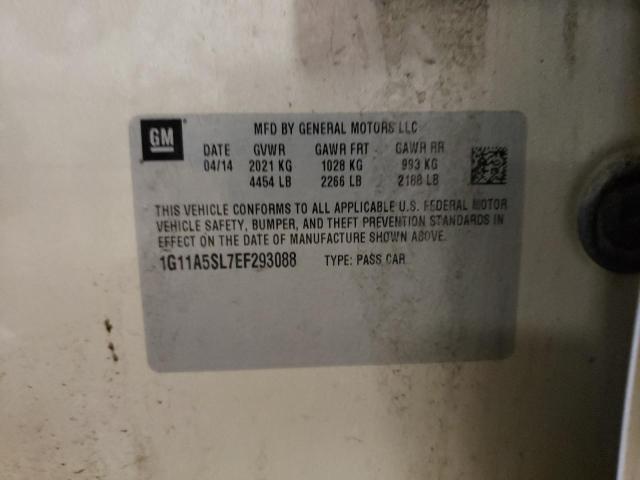 GM
MFD BY GENERAL MOTORS LLC
DATE GVWR GAWR FRT GAWR RR
04/14 2021 KG 1028 KG 993 KG
4454 LB 2266 LB 2188 LB
THIS VEHICLE CONFORMS TO ALL APPLICABLE U.S. FEDERAL MOTOR
VEHICLE SAFETY, BUMPER, AND THEFT PREVENTION STANDARDS IN
EFFECT ON THE DATE OF MANUFACTURE SHOWN ABOVE.
1G11A5SL7EF293088 TYPE: PASS CAR